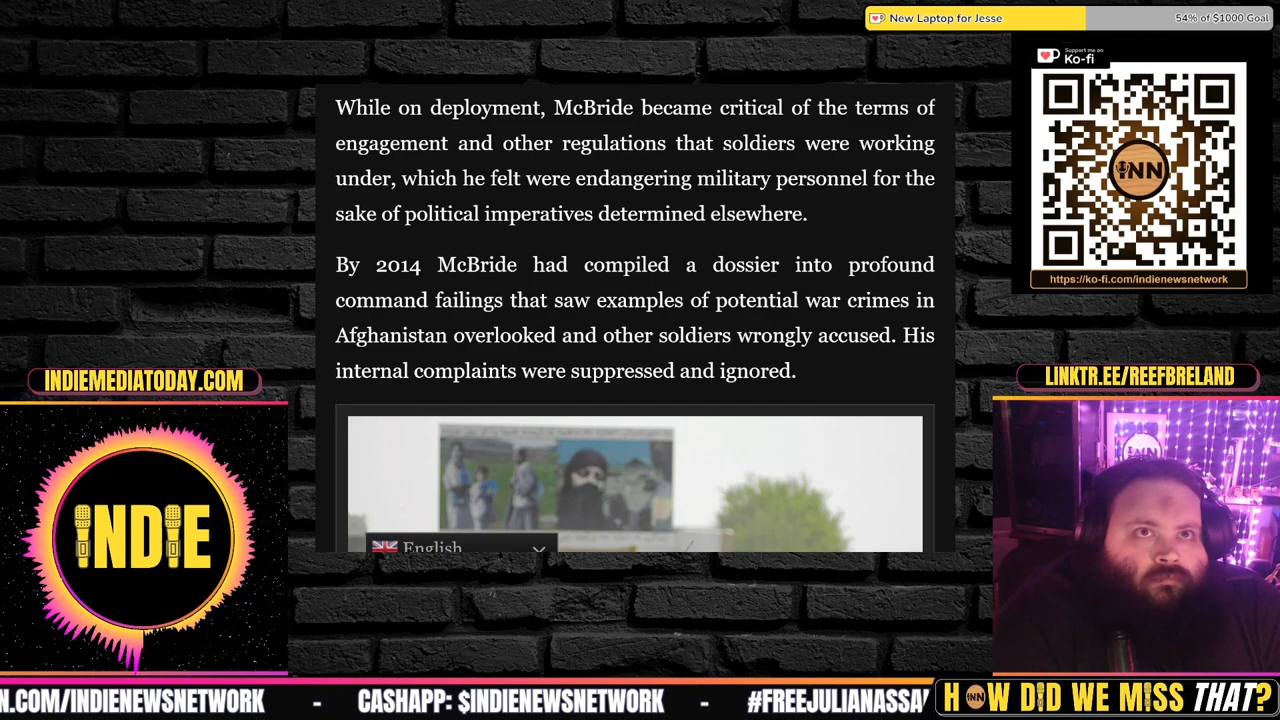 New Laptop for Jesse
54% of $1000 Goal
Support me on
Ko-fi
While on deployment, McBride became critical of the terms of
engagement and other regulations that soldiers were working
under, which he felt were endangering military personnel for the
sake of political imperatives determined elsewhere.
By 2014 McBride had compiled a dossier into profound
command failings that saw examples of potential war crimes in
Afghanistan overlooked and other soldiers wrongly accused. His
internal complaints were suppressed and ignored.
English
iNN
https://ko-fi.com/indienewsnetwork
INDIEMEDIATODAY.COM
LINKTR.EE/REEFBRELAND
INDIE
N.COM/INDIENEWSNETWORK - CASHAPP: $INDIENEWSNETWORK - #FREEJULIANASSA
HOW DID WE MISS THAT?